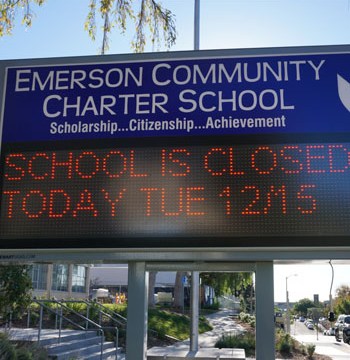 EMERSON COMMUNITY
CHARTER SCHOOL
Scholarship...Citizenship...Achievement
SCHOOL IS CLOSED
TODAY TUE 12/15